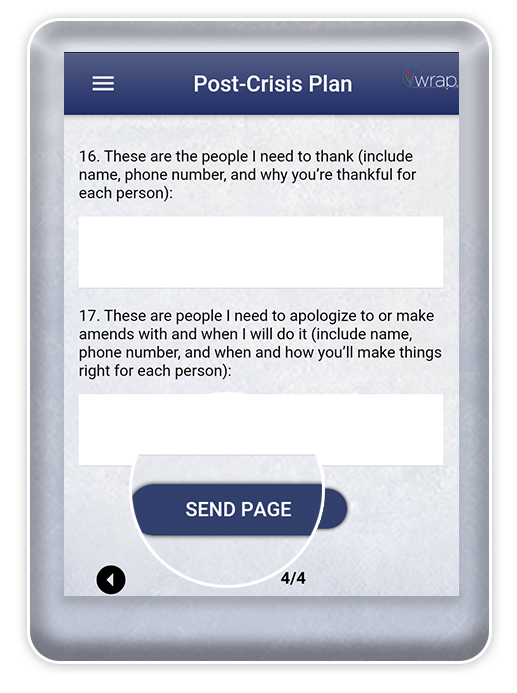 Post-Crisis Plan
wrap
16. These are the people I need to thank (include
name, phone number, and why you’re thankful for
each person):
17. These are people I need to apologize to or make
amends with and when I will do it (include name,
phone number, and when and how you’ll make things
right for each person):
SEND PAGE
4/4